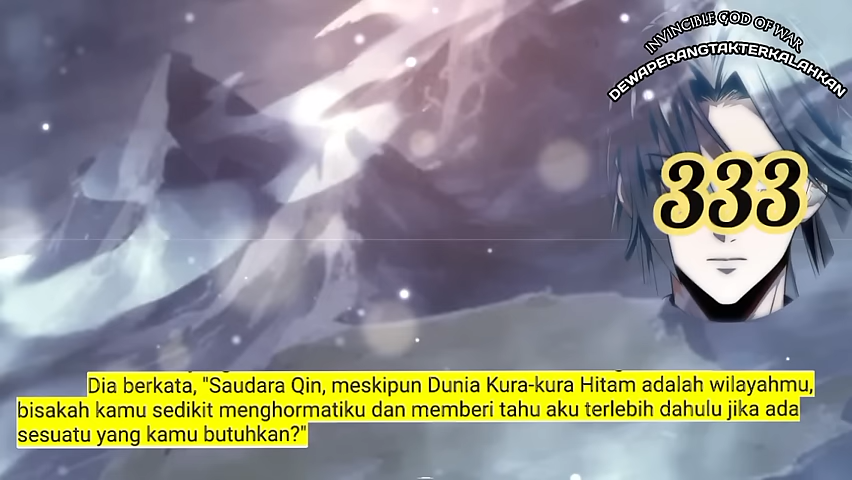 INVINCIBLE GOD OF WAR
DEWAPERANGTAKTERKALAHKAN
333
Dia berkata, "Saudara Qin, meskipun Dunia Kura-kura Hitam adalah wilayahmu,
bisakah kamu sedikit menghormatiku dan memberi tahu aku terlebih dahulu jika ada
sesuatu yang kamu butuhkan?"